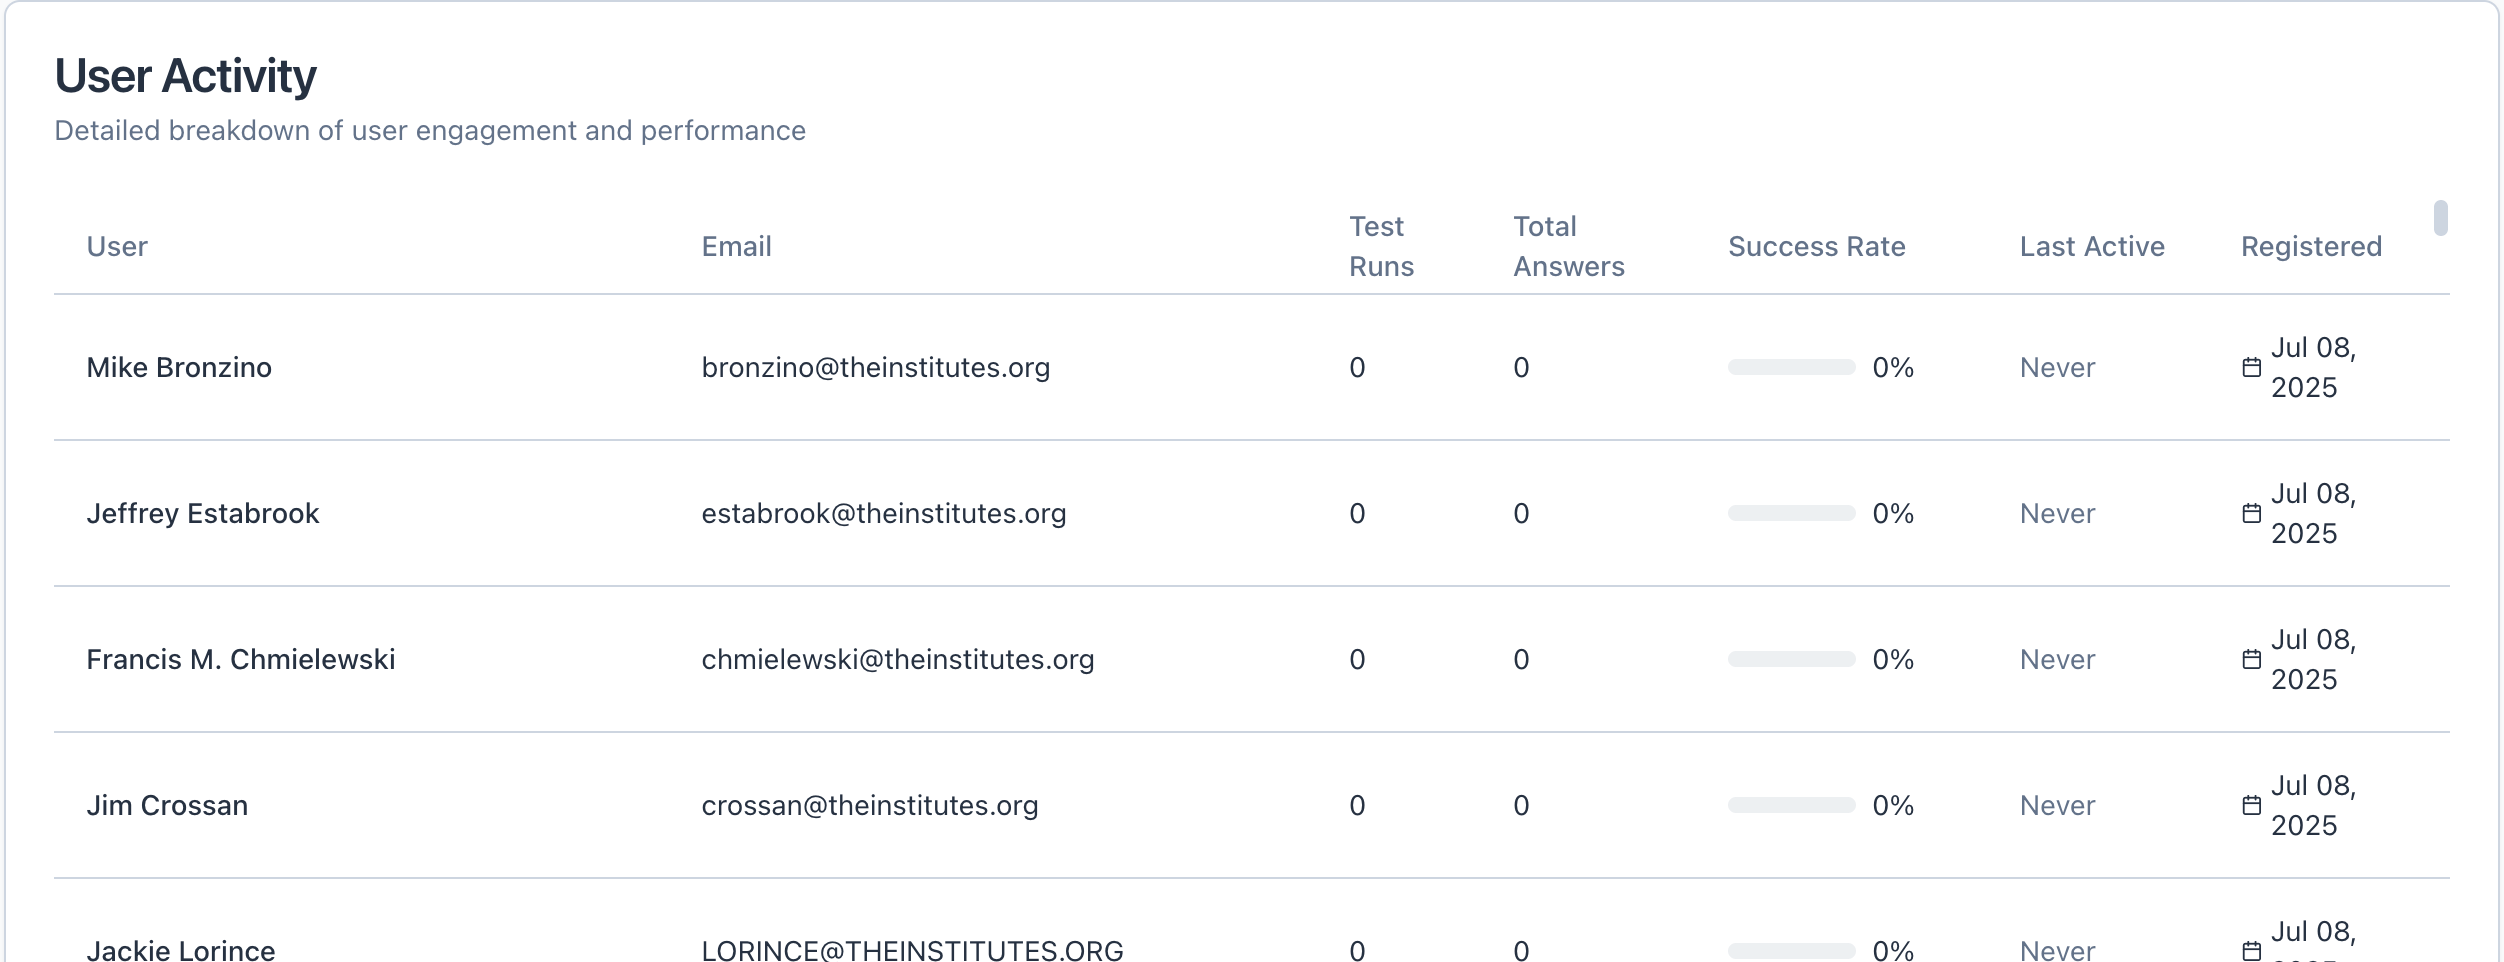 User Activity
Detailed breakdown of user engagement and performance
User Email Test Runs Total Answers Success Rate Last Active Registered
Mike Bronzino bronzino@theinstitutes.org 0 0 0% Never Jul 08, 2025
Jeffrey Estabrook estabrook@theinstitutes.org 0 0 0% Never Jul 08, 2025
Francis M. Chmielewski chmielewski@theinstitutes.org 0 0 0% Never Jul 08, 2025
Jim Crossan crossan@theinstitutes.org 0 0 0% Never Jul 08, 2025
Jackie Lorince LORINCE@THEINSTITUTES.ORG 0 0 0% Never Jul 08,